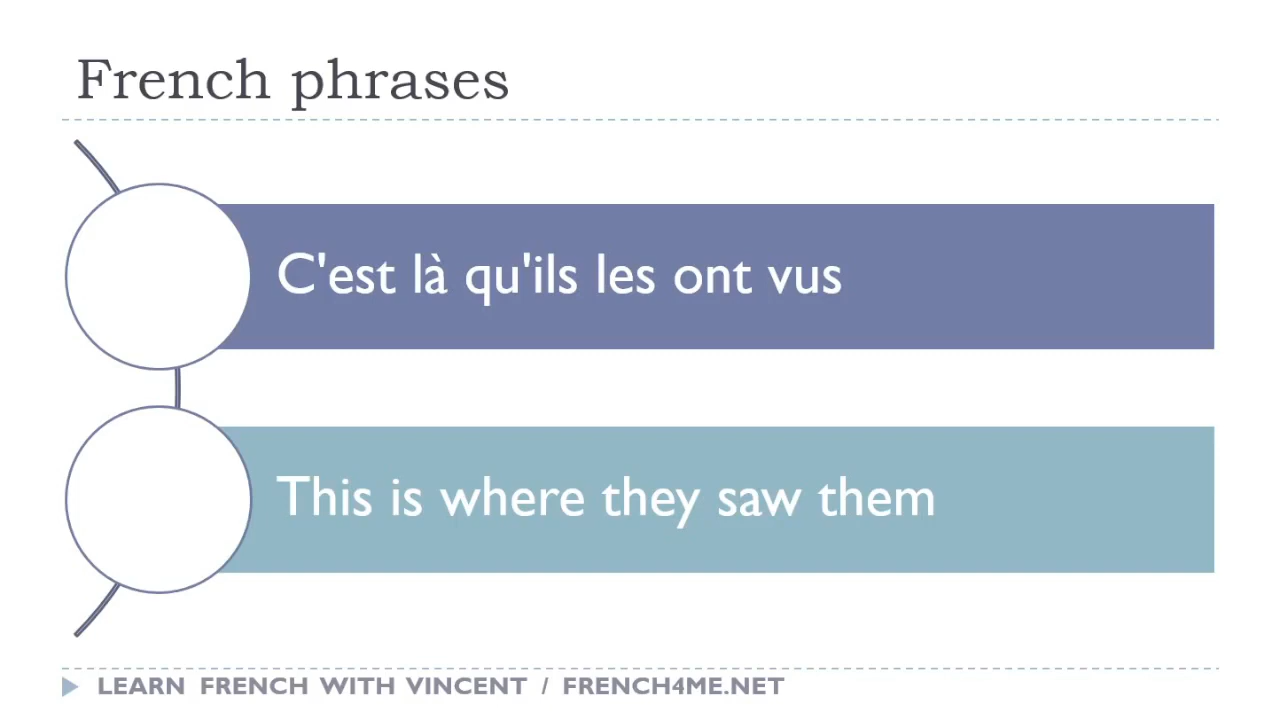 French phrases
C'est là qu'ils les ont vus
This is where they saw them
LEARN FRENCH WITH VINCENT / FRENCH4ME.NET